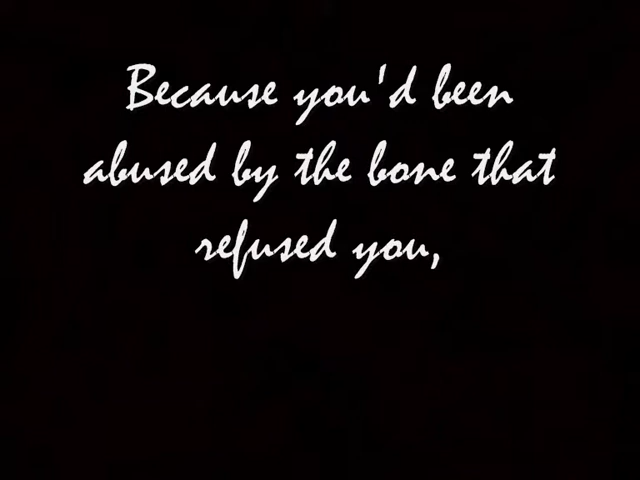 Because you'd been
abused by the bone that
refused you,